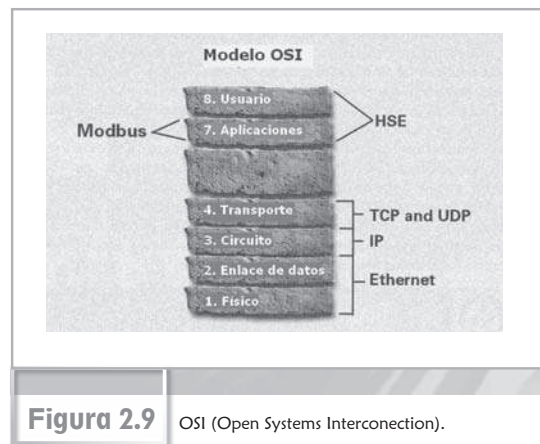 Modelo OSI
8. Usuario
Modbus
7. Aplicaciones
HSE
4. Transporte
TCP and UDP
3. Circuito
IP
2. Enlace de datos
Ethernet
1. Físico
Figura 2.9 OSI (Open Systems Interconection).